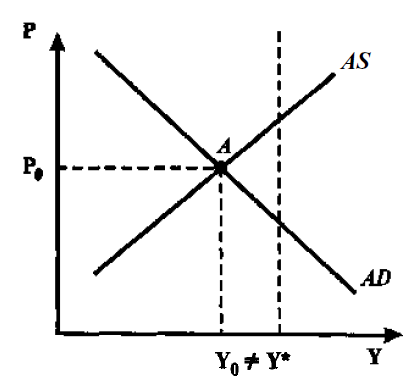 P
AS
A
P₀
AD
Y₀ ≠ Y* Y